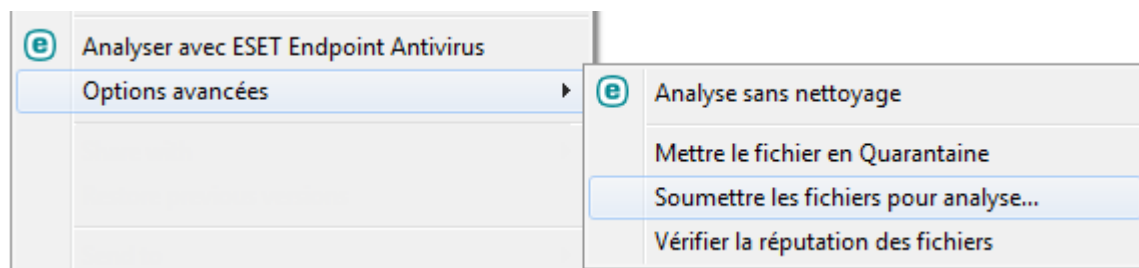 Analyser avec ESET Endpoint Antivirus
Options avancées
Analyse sans nettoyage
Mettre le fichier en Quarantaine
Soumettre les fichiers pour analyse...
Vérifier la réputation des fichiers